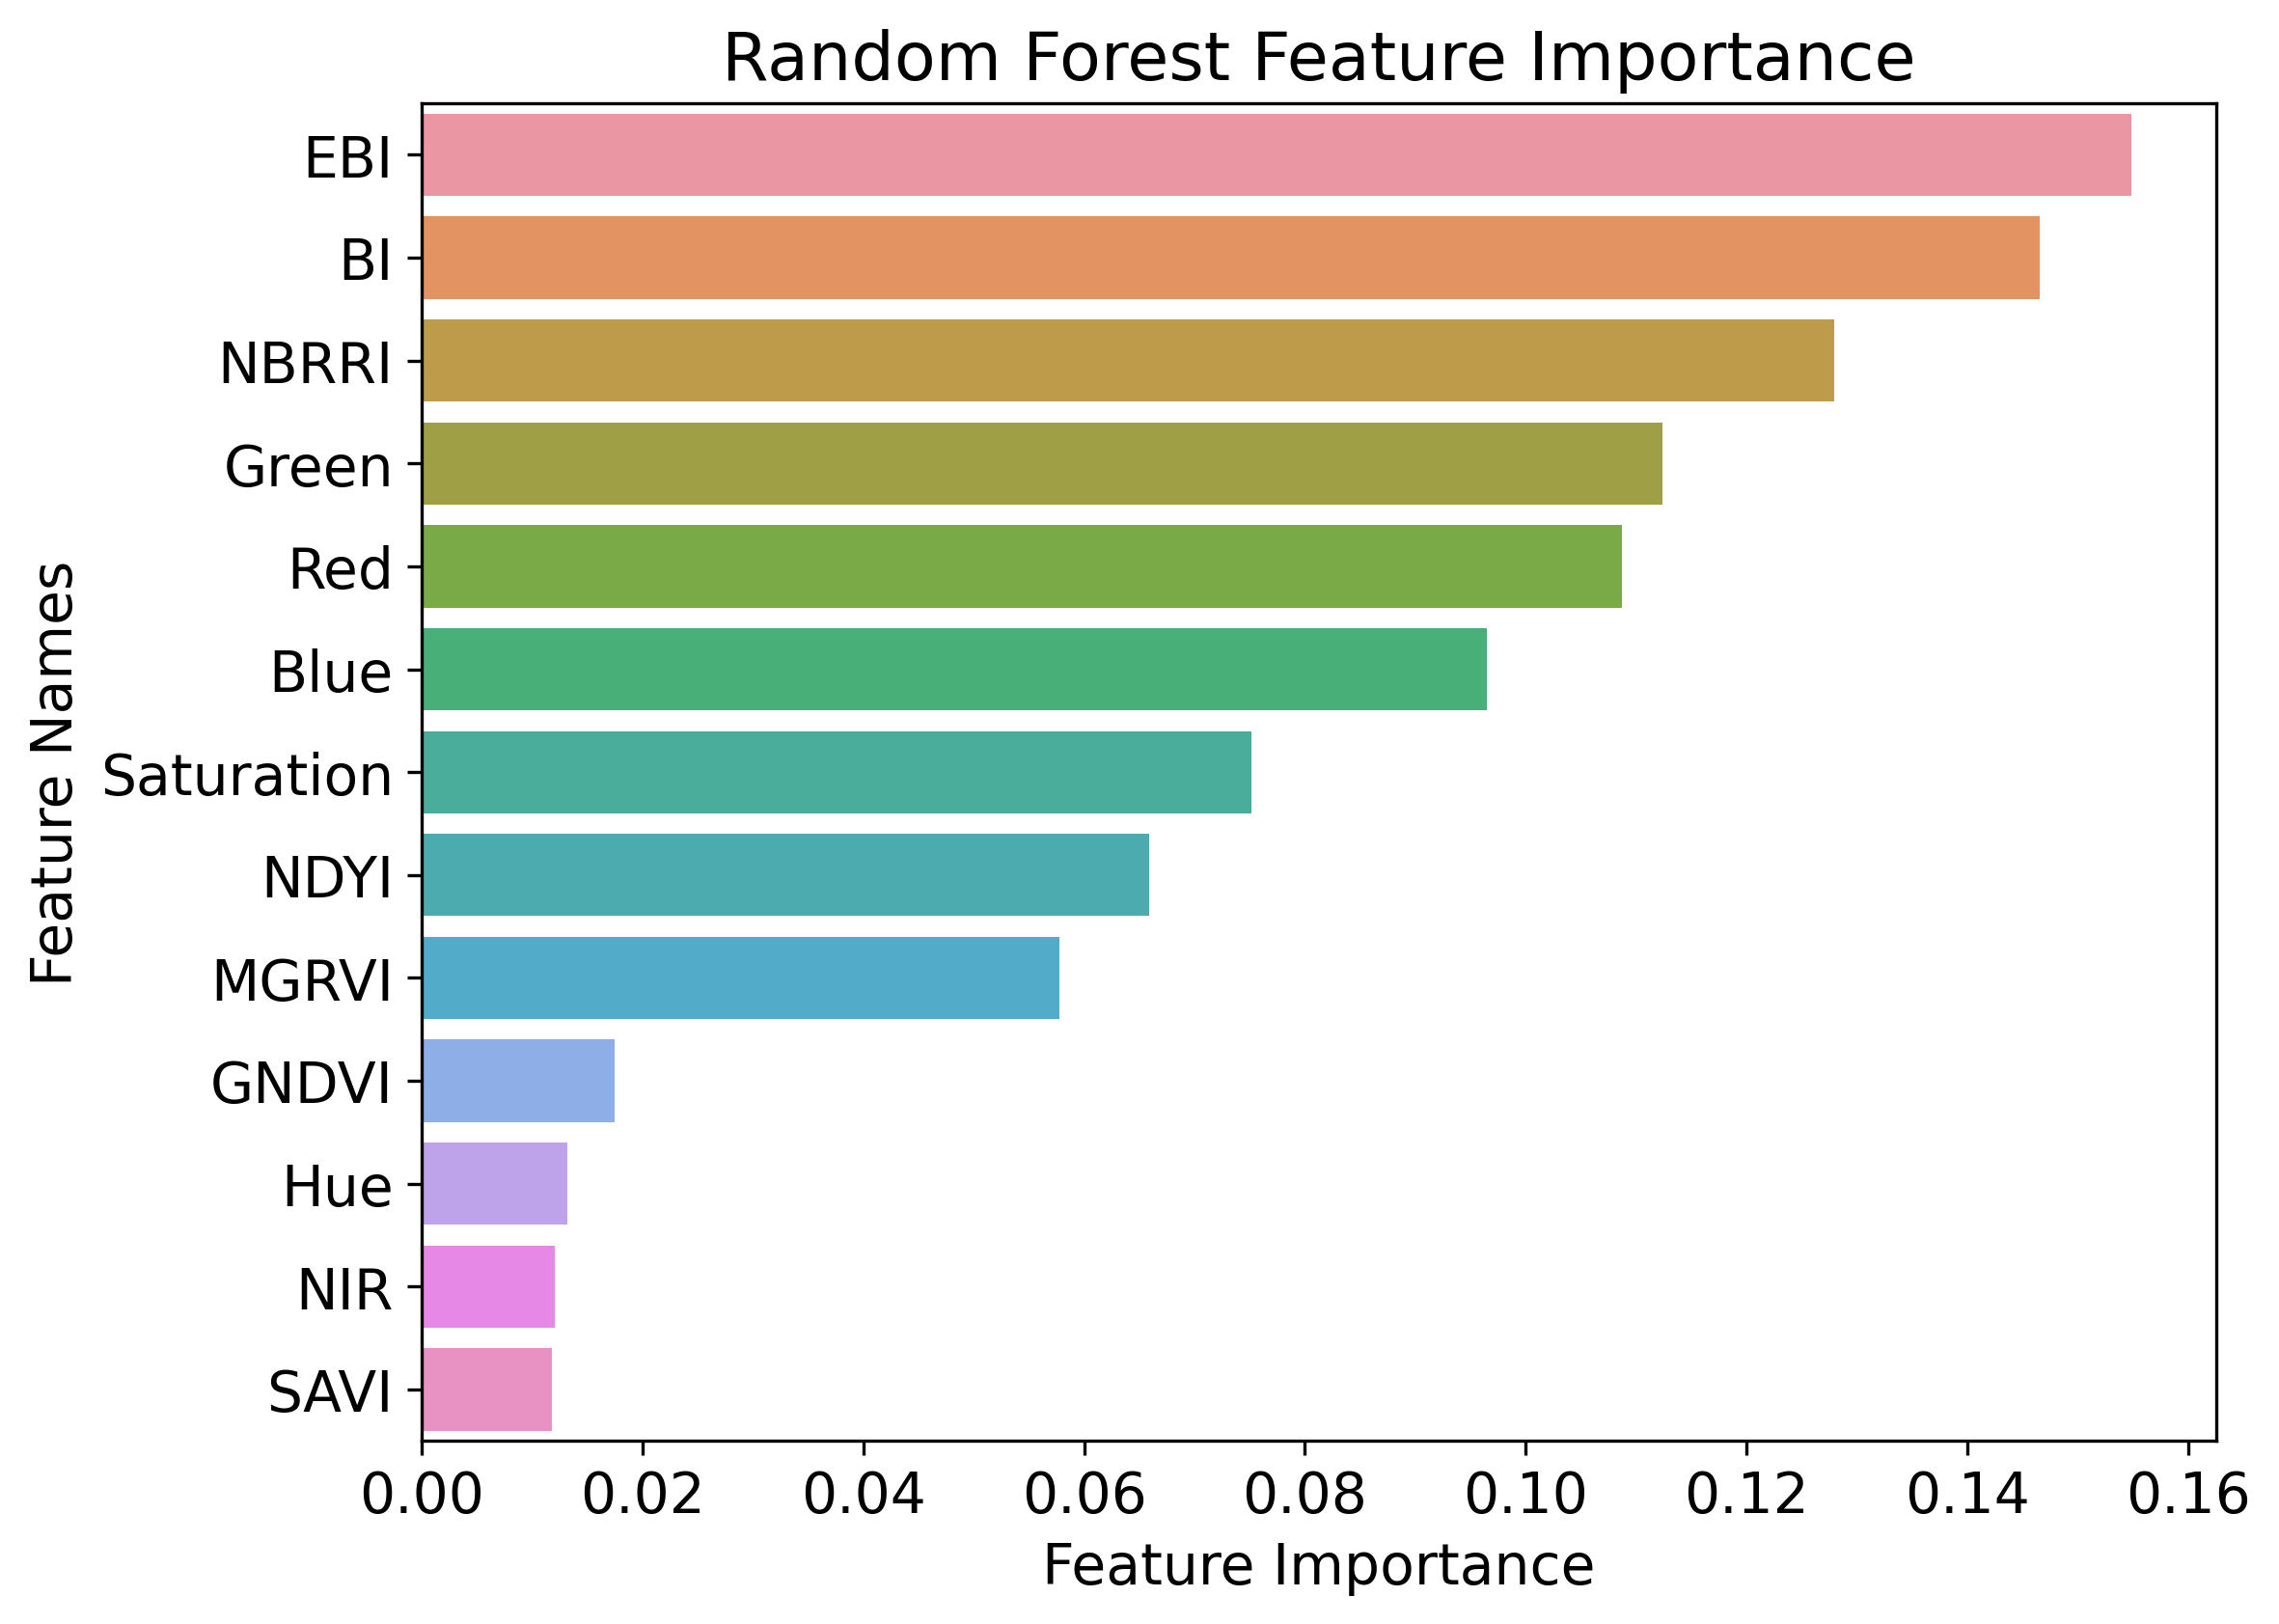 Random Forest Feature Importance
EBI
BI
NBRRI
Green
Red
Blue
Saturation
NDYI
MGRVI
GNDVI
Hue
NIR
SAVI
Feature Names
0.00 0.02 0.04 0.06 0.08 0.10 0.12 0.14 0.16
Feature Importance